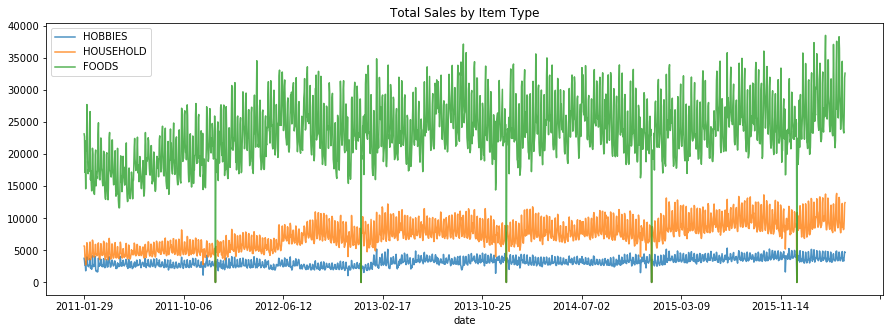 Total Sales by Item Type
HOBBIES
HOUSEHOLD
FOODS
40000
35000
30000
25000
20000
15000
10000
5000
0
2011-01-29 2011-10-06 2012-06-12 2013-02-17 2013-10-25 2014-07-02 2015-03-09 2015-11-14
date